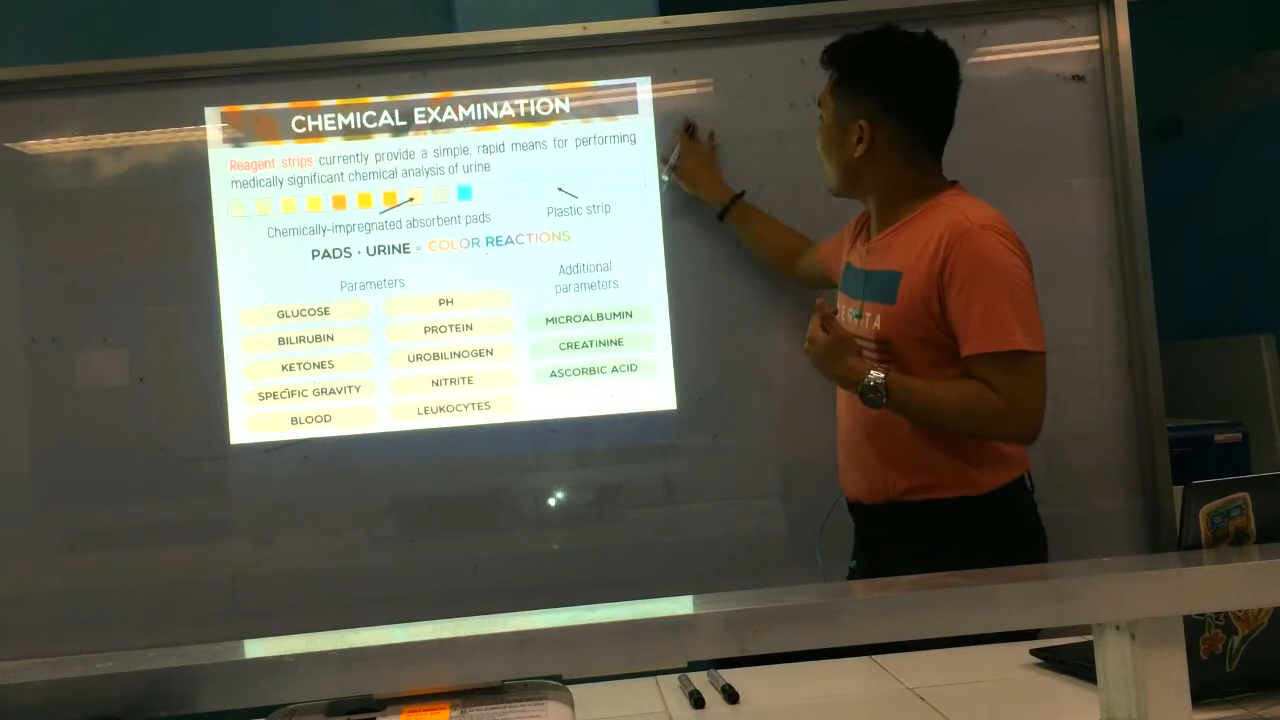 CHEMICAL EXAMINATION
Reagent strips currently provide a simple, rapid means for performing
medically significant chemical analysis of urine
Chemically-impregnated absorbent pads
Plastic strip
PADS + URINE = COLOR REACTIONS
Parameters
GLUCOSE
BILIRUBIN
KETONES
SPECIFIC GRAVITY
BLOOD
PH
PROTEIN
UROBILINOGEN
NITRITE
LEUKOCYTES
Additional
parameters
MICROALBUMIN
CREATININE
ASCORBIC ACID